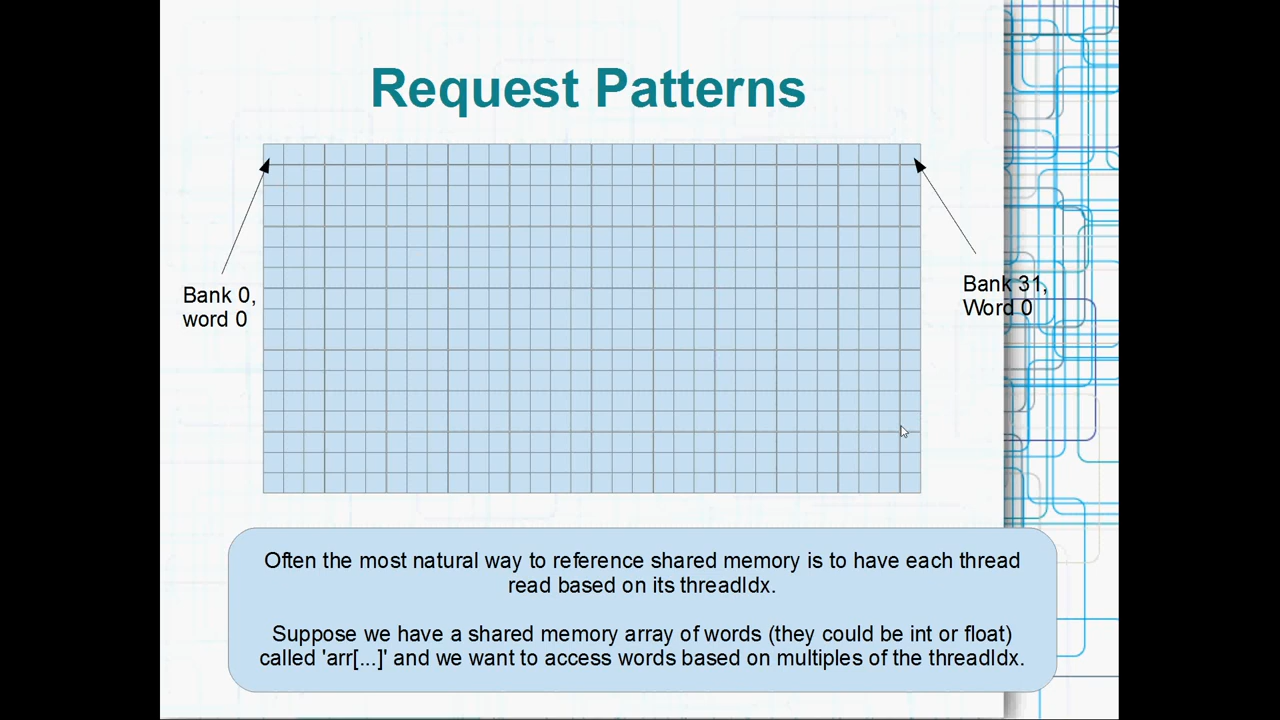 Request Patterns
Bank 0,
word 0
Bank 31,
Word 0
Often the most natural way to reference shared memory is to have each thread
read based on its threadIdx.
Suppose we have a shared memory array of words (they could be int or float)
called 'arr[...]' and we want to access words based on multiples of the threadIdx.